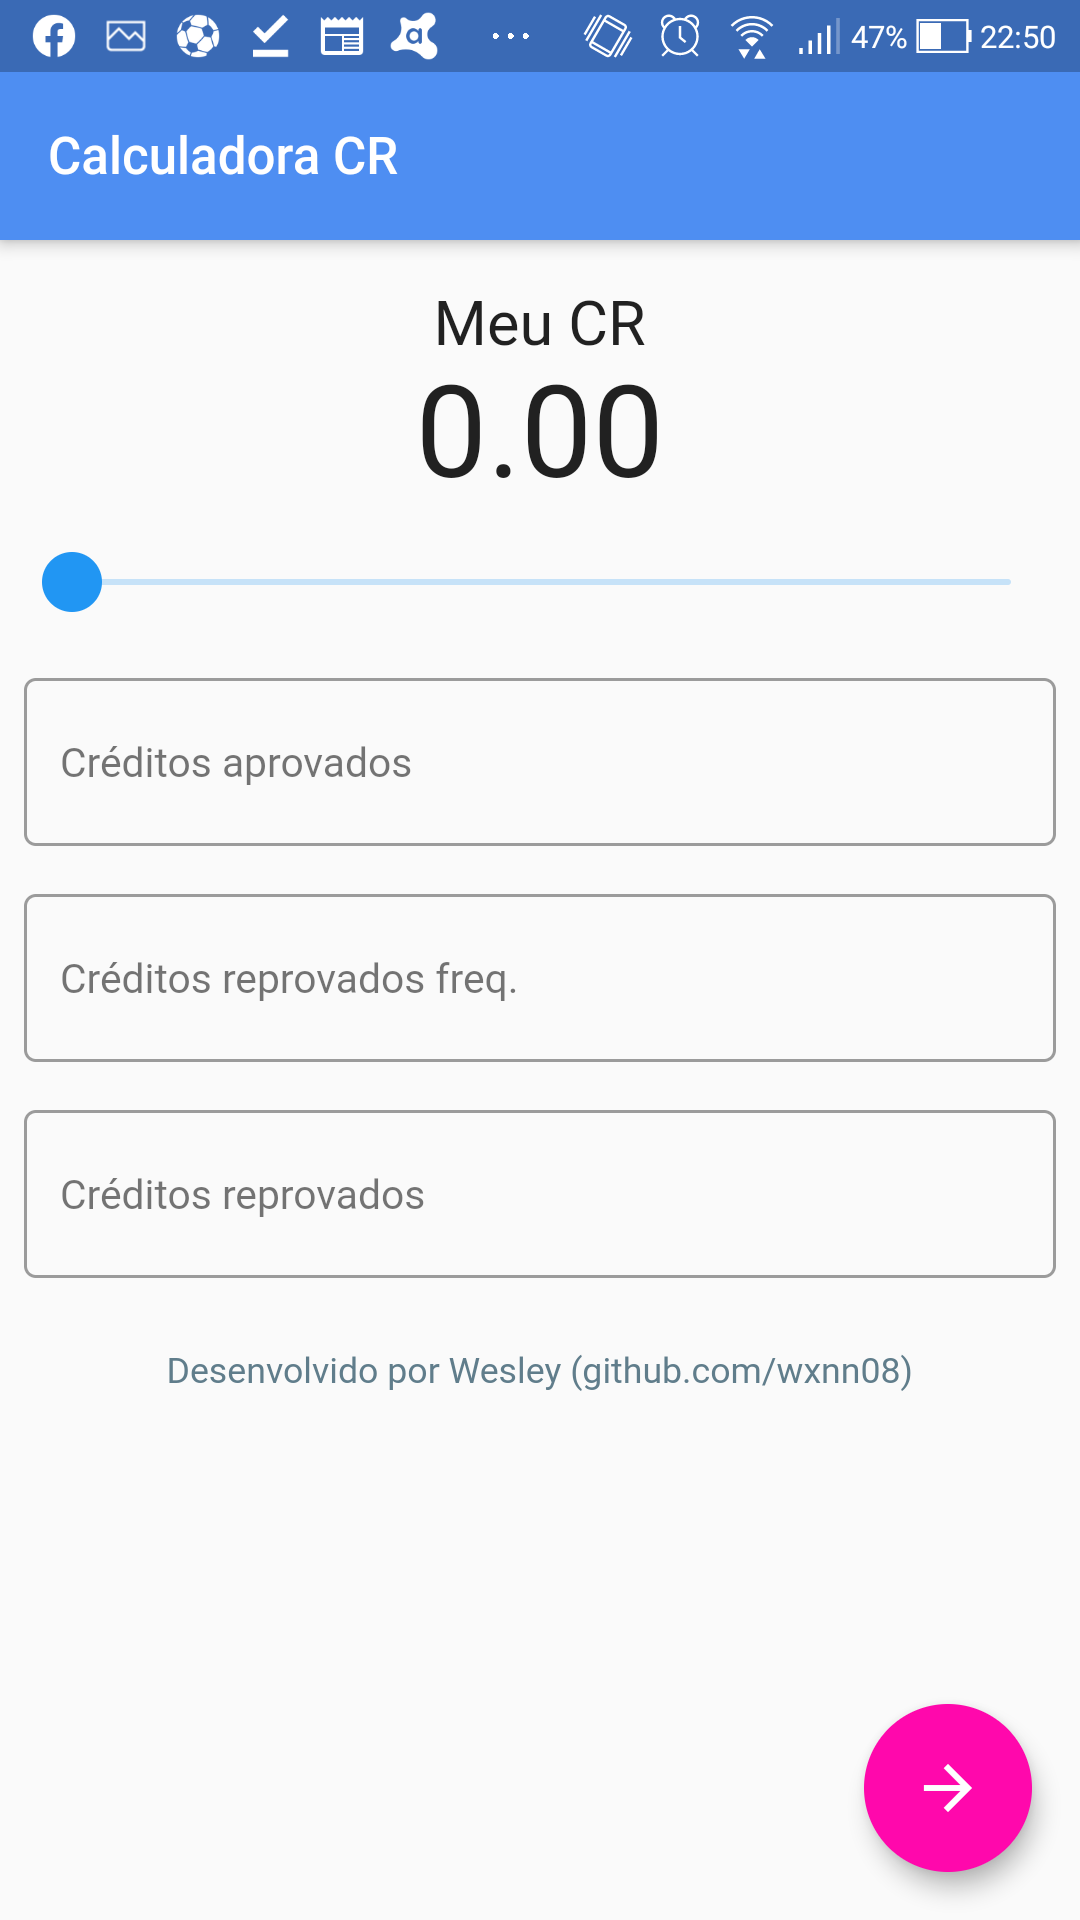 47% 22:50
Calculadora CR
Meu CR
0.00
Créditos aprovados
Créditos reprovados freq.
Créditos reprovados
Desenvolvido por Wesley (github.com/wxnn08)